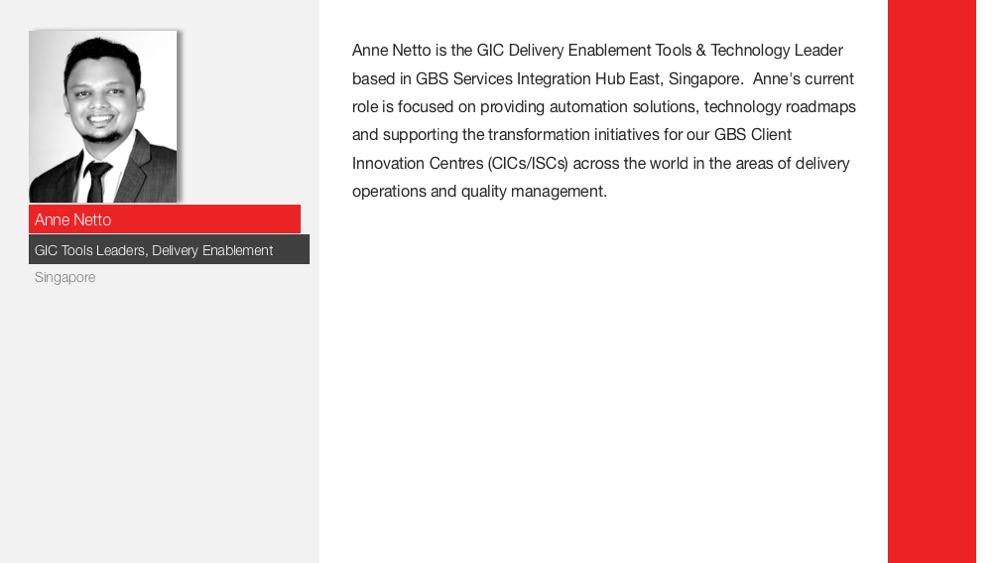 Anne Netto
GIC Tools Leaders, Delivery Enablement
Singapore
Anne Netto is the GIC Delivery Enablement Tools & Technology Leader
based in GBS Services Integration Hub East, Singapore.  Anne's current
role is focused on providing automation solutions, technology roadmaps
and supporting the transformation initiatives for our GBS Client
Innovation Centres (CICs/ISCs) across the world in the areas of delivery
operations and quality management.